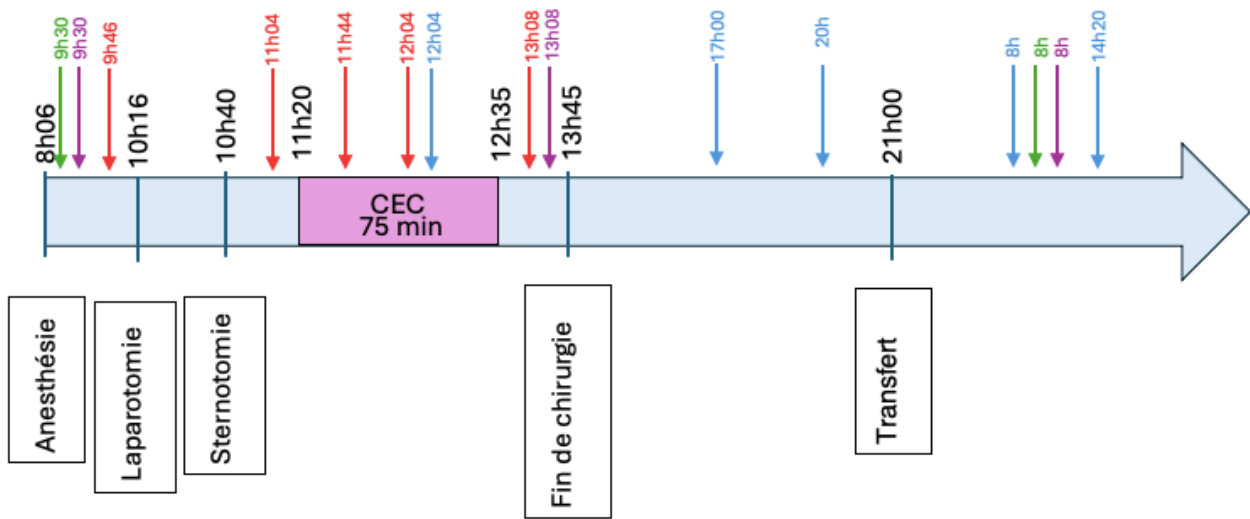 9h30
9h30
9h46
11h04
11h44
12h04
12h04
13h08
13h08
17h00
20h
8h
8h
8h
14h20
8h06
10h16
10h40
11h20
12h35
13h45
21h00
CEC
75 min
Anesthésie
Laparotomie
Sternotomie
Fin de chirurgie
Transfert